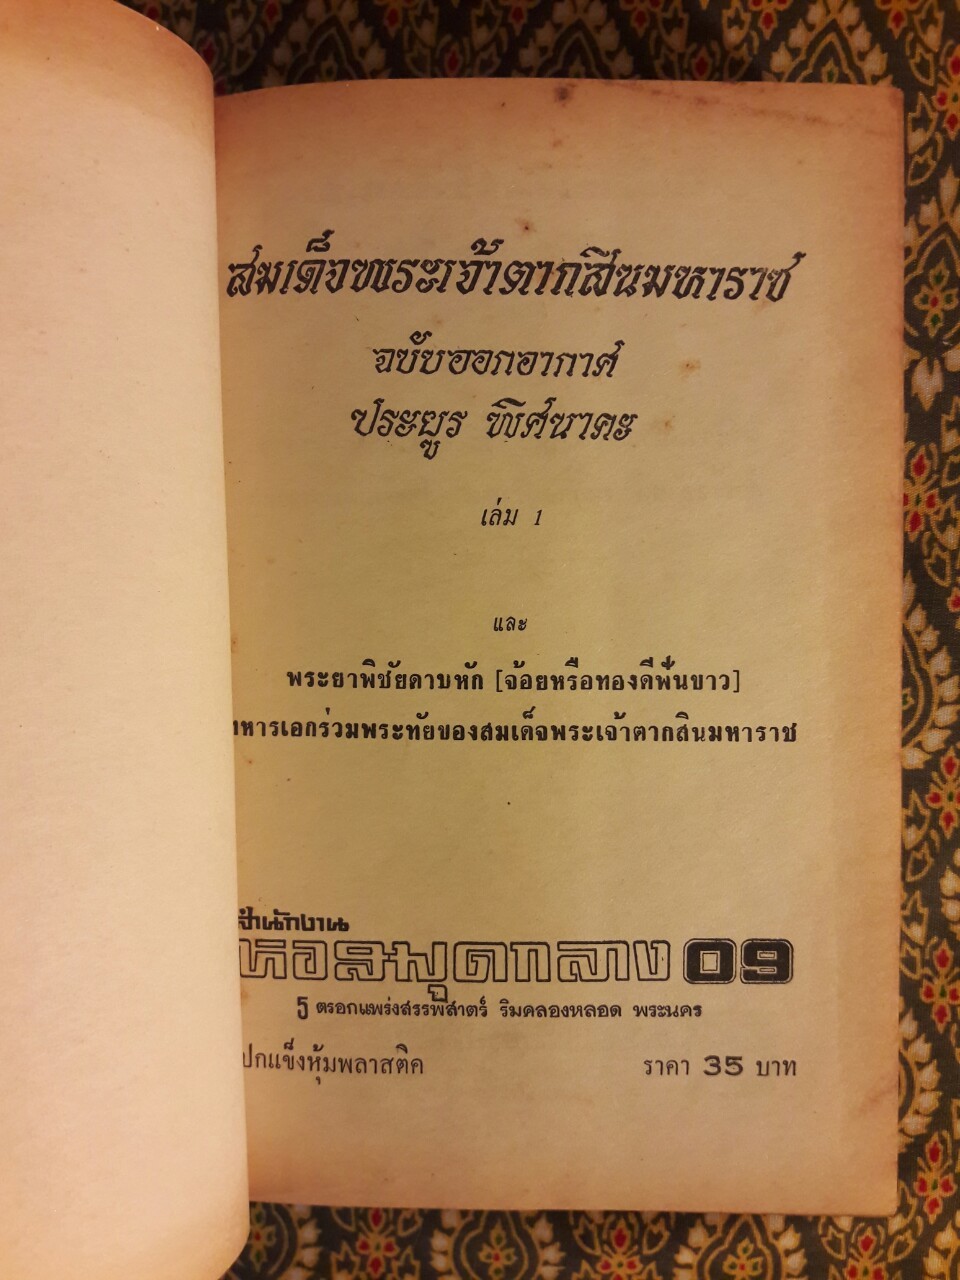 สมเด็จพระเจ้าตากสินมหาราช
ฉบับออกอากาศ
ประยูร พิศนาคะ
เล่ม 1
และ
พระยาพิชัยดาบหัก [จ้อยหรือทองดีฟันขาว]
ทหารเอกร่วมพระทัยของสมเด็จพระเจ้าตากสินมหาราช
สำนักงาน
หอสมุดกลาง 09
5 ตรอกแพร่งสรรพสาตร์ ริมคลองหลอด พระนคร
ปกแข็งหุ้มพลาสติค ราคา 35 บาท